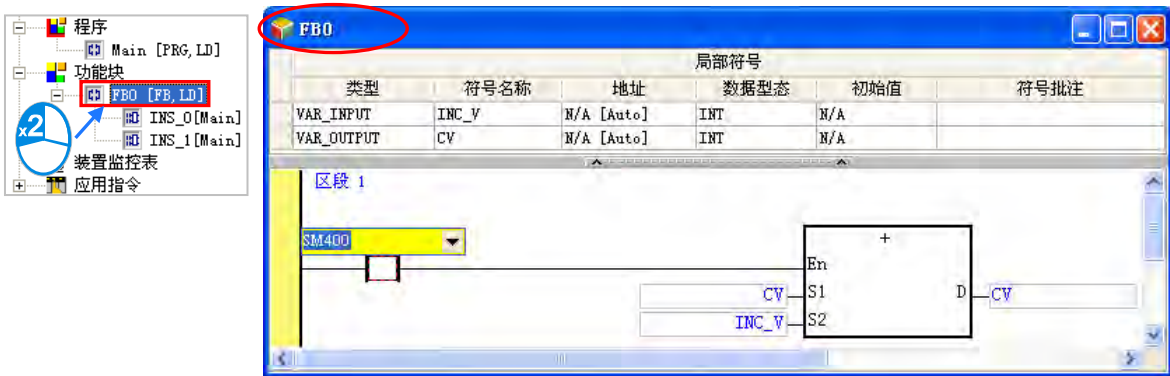 程序
Main [PRG,LD]
功能块
FB0 [FB,LD]
INS_0[Main]
INS_1[Main]
装置监控表
应用指令
x2
FB0
局部符号
类型 符号名称 地址 数据型态 初始值 符号批注
VAR_INPUT INC_V N/A [Auto] INT N/A
VAR_OUTPUT CV N/A [Auto] INT N/A
区段 1
SM400
+
En
CV S1 D CV
INC_V S2